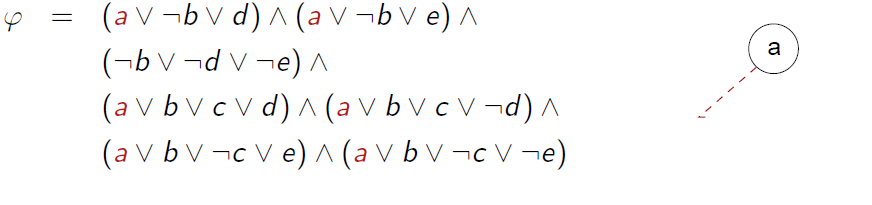 φ = (a ∨ ¬b ∨ d) ∧ (a ∨ ¬b ∨ e) ∧
(¬b ∨ ¬d ∨ ¬e) ∧
(a ∨ b ∨ c ∨ d) ∧ (a ∨ b ∨ c ∨ ¬d) ∧
(a ∨ b ∨ ¬c ∨ e) ∧ (a ∨ b ∨ ¬c ∨ ¬e)
a